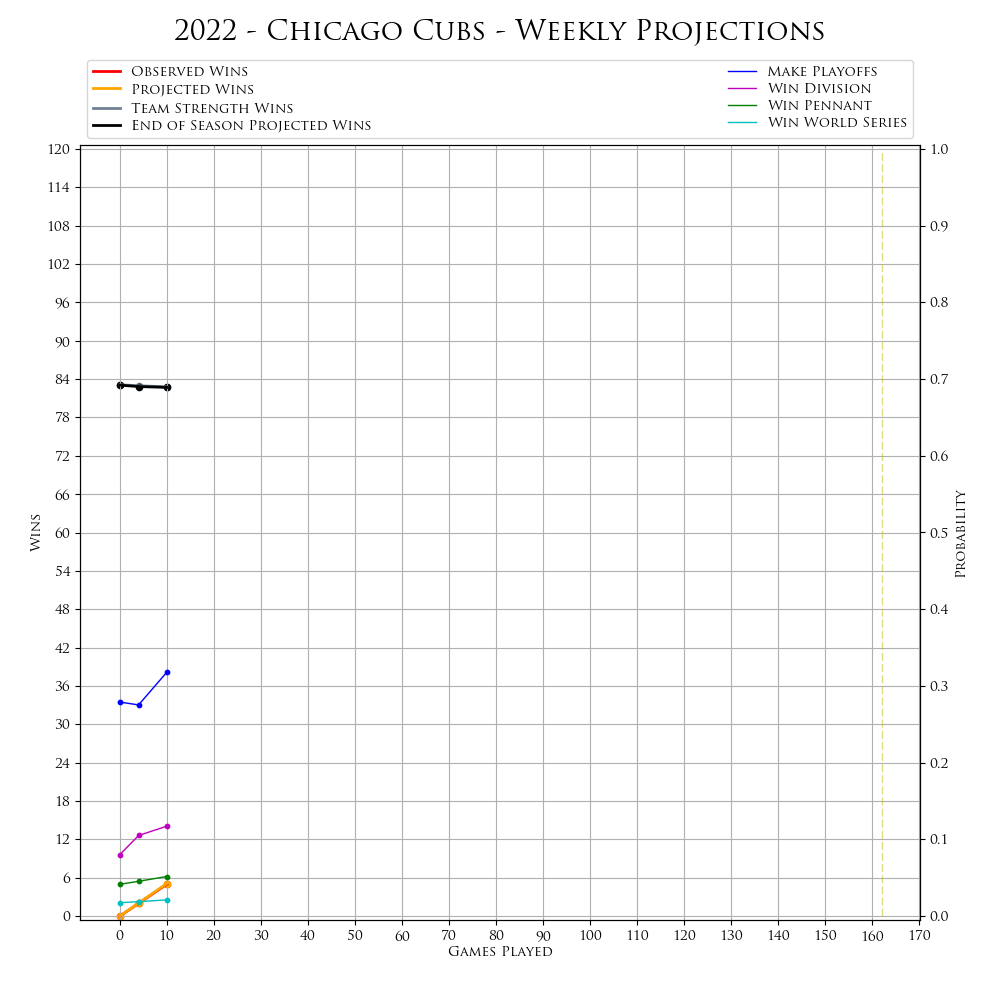 2022 - Chicago Cubs - Weekly Projections
Observed Wins
Projected Wins
Team Strength Wins
End of Season Projected Wins
Make Playoffs
Win Division
Win Pennant
Win World Series
120
114
108
102
96
90
84
78
72
66
60
54
48
42
36
30
24
18
12
6
0
Wins
1.0
0.9
0.8
0.7
0.6
0.5
0.4
0.3
0.2
0.1
0.0
Probability
0 10 20 30 40 50 60 70 80 90 100 110 120 130 140 150 160 170
Games Played